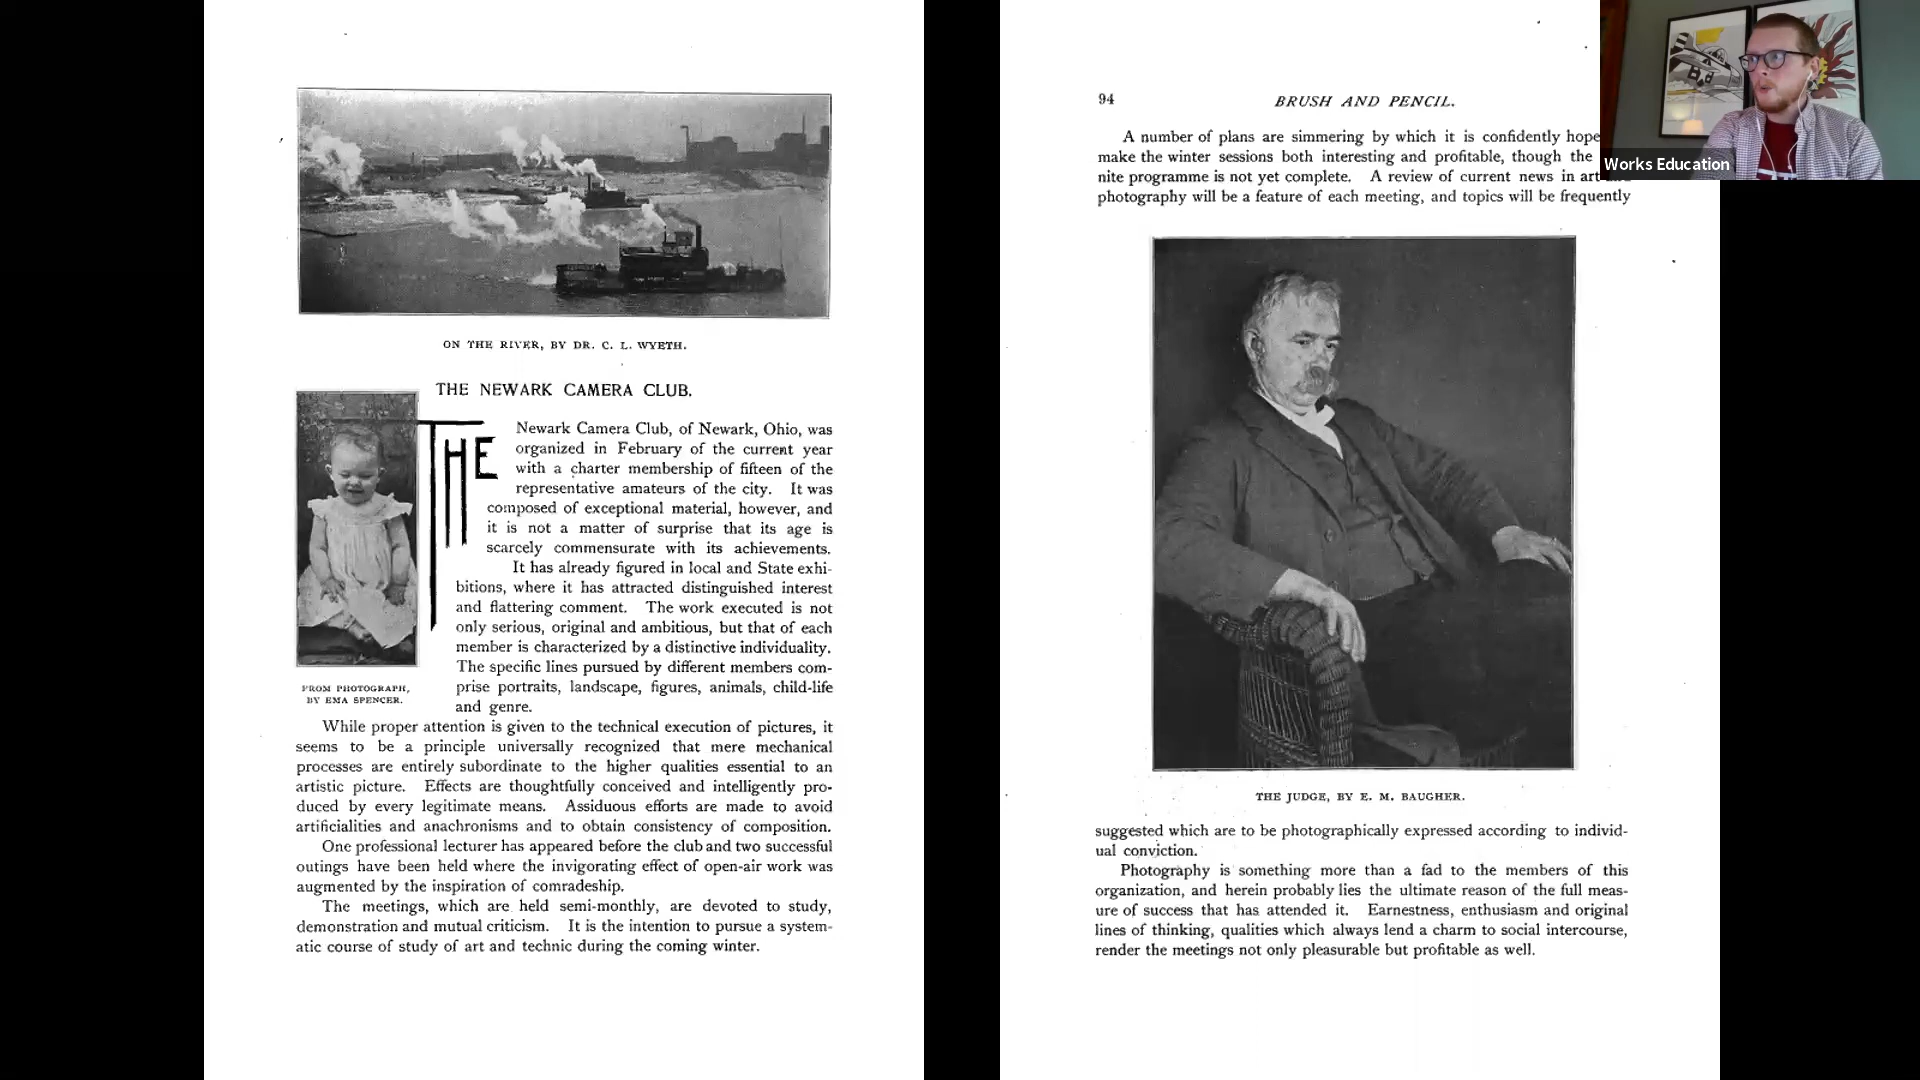 ON THE RIVER, BY DR. C. L. WYETH.
THE NEWARK CAMERA CLUB.
THE Newark Camera Club, of Newark, Ohio, was
organized in February of the current year
with a charter membership of fifteen of the
representative amateurs of the city. It was
composed of exceptional material, however, and
it is not a matter of surprise that its age is
scarcely commensurate with its achievements.
It has already figured in local and State exhi-
bitions, where it has attracted distinguished interest
and flattering comment. The work executed is not
only serious, original and ambitious, but that of each
member is characterized by a distinctive individuality.
The specific lines pursued by different members com-
prise portraits, landscape, figures, animals, child-life
and genre.
FROM PHOTOGRAPH,
BY EMA SPENCER.
While proper attention is given to the technical execution of pictures, it
seems to be a principle universally recognized that mere mechanical
processes are entirely subordinate to the higher qualities essential to an
artistic picture. Effects are thoughtfully conceived and intelligently pro-
duced by every legitimate means. Assiduous efforts are made to avoid
artificialities and anachronisms and to obtain consistency of composition.
One professional lecturer has appeared before the club and two successful
outings have been held where the invigorating effect of open-air work was
augmented by the inspiration of comradeship.
The meetings, which are held semi-monthly, are devoted to study,
demonstration and mutual criticism. It is the intention to pursue a system-
atic course of study of art and technic during the coming winter.
94 BRUSH AND PENCIL.
A number of plans are simmering by which it is confidently hope
make the winter sessions both interesting and profitable, though the
nite programme is not yet complete. A review of current news in art
photography will be a feature of each meeting, and topics will be frequently
THE JUDGE, BY E. M. BAUGHER.
suggested which are to be photographically expressed according to individ-
ual conviction.
Photography is something more than a fad to the members of this
organization, and herein probably lies the ultimate reason of the full meas-
ure of success that has attended it. Earnestness, enthusiasm and original
lines of thinking, qualities which always lend a charm to social intercourse,
render the meetings not only pleasurable but profitable as well.
Works Education